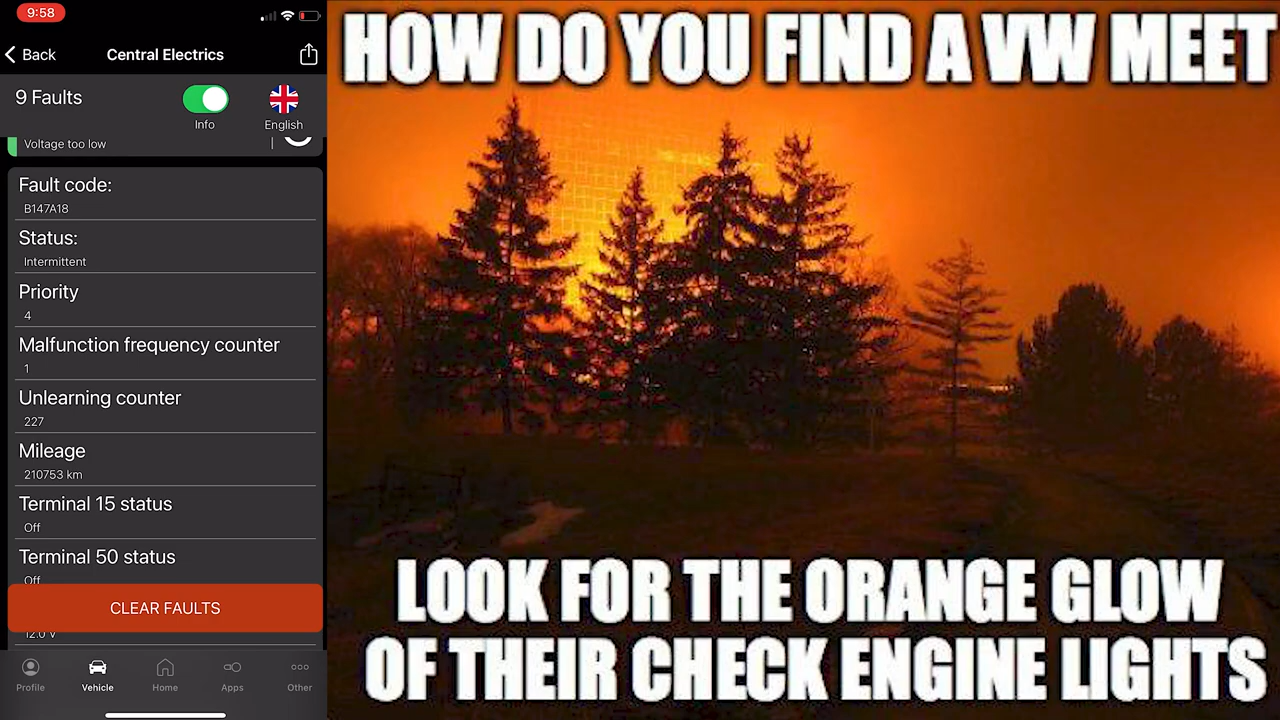 9:58
Back
Central Electrics
9 Faults
Info
English
Voltage too low
Fault code:
B147A18
Status:
Intermittent
Priority
4
Malfunction frequency counter
1
Unlearning counter
227
Mileage
210753 km
Terminal 15 status
Off
Terminal 50 status
Off
CLEAR FAULTS
12.0 V
Profile
Vehicle
Home
Apps
Other
HOW DO YOU FIND A VW MEET
LOOK FOR THE ORANGE GLOW
OF THEIR CHECK ENGINE LIGHTS